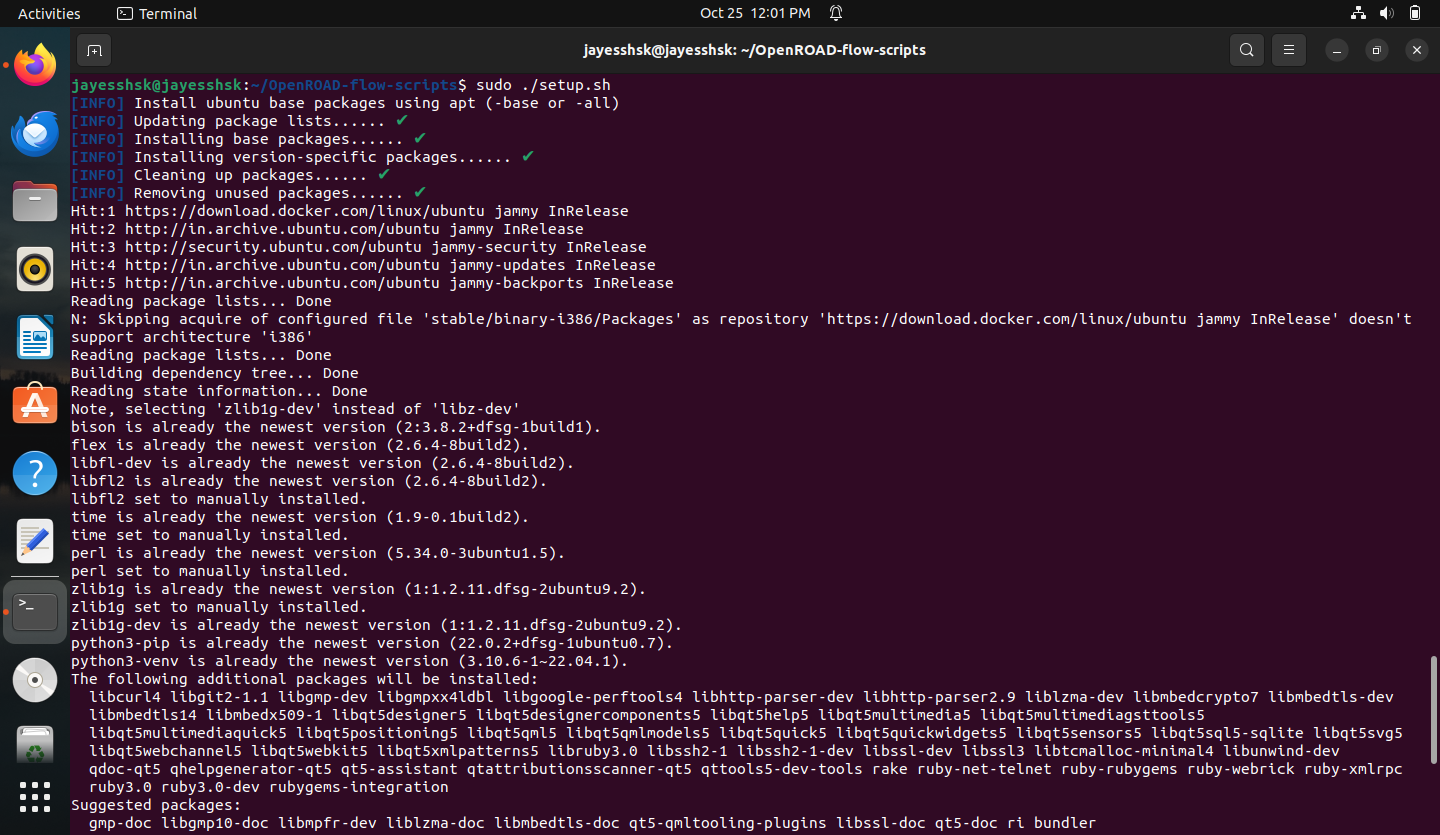 Activities
Terminal
Oct 25 12:01 PM
jayesshsk@jayesshsk: ~/OpenROAD-flow-scripts
jayesshsk@jayesshsk:~/OpenROAD-flow-scripts$ sudo ./setup.sh
[INFO] Install ubuntu base packages using apt (-base or -all)
[INFO] Updating package lists...... ✔
[INFO] Installing base packages...... ✔
[INFO] Installing version-specific packages...... ✔
[INFO] Cleaning up packages...... ✔
[INFO] Removing unused packages...... ✔
Hit:1 https://download.docker.com/linux/ubuntu jammy InRelease
Hit:2 http://in.archive.ubuntu.com/ubuntu jammy InRelease
Hit:3 http://security.ubuntu.com/ubuntu jammy-security InRelease
Hit:4 http://in.archive.ubuntu.com/ubuntu jammy-updates InRelease
Hit:5 http://in.archive.ubuntu.com/ubuntu jammy-backports InRelease
Reading package lists... Done
N: Skipping acquire of configured file 'stable/binary-i386/Packages' as repository 'https://download.docker.com/linux/ubuntu jammy InRelease' doesn't
support architecture 'i386'
Reading package lists... Done
Building dependency tree... Done
Reading state information... Done
Note, selecting 'zlib1g-dev' instead of 'libz-dev'
bison is already the newest version (2:3.8.2+dfsg-1build1).
flex is already the newest version (2.6.4-8build2).
libfl-dev is already the newest version (2.6.4-8build2).
libfl2 is already the newest version (2.6.4-8build2).
libfl2 set to manually installed.
time is already the newest version (1.9-0.1build2).
time set to manually installed.
perl is already the newest version (5.34.0-3ubuntu1.5).
perl set to manually installed.
zlib1g is already the newest version (1:1.2.11.dfsg-2ubuntu9.2).
zlib1g set to manually installed.
zlib1g-dev is already the newest version (1:1.2.11.dfsg-2ubuntu9.2).
python3-pip is already the newest version (22.0.2+dfsg-1ubuntu0.7).
python3-venv is already the newest version (3.10.6-1~22.04.1).
The following additional packages will be installed:
libcurl4 libgit2-1.1 libgmp-dev libgmpxx4ldbl libgoogle-perftools4 libhttp-parser-dev libhttp-parser2.9 liblzma-dev libmbedcrypto7 libmbedtls-dev
libmbedtls14 libmbedx509-1 libqt5designer5 libqt5designercomponents5 libqt5help5 libqt5multimedia5 libqt5multimediagsttools5
libqt5multimediaquick5 libqt5positioning5 libqt5qml5 libqt5qmlmodels5 libqt5quick5 libqt5quickwidgets5 libqt5sensors5 libqt5sql5-sqlite libqt5svg5
libqt5webchannel5 libqt5webkit5 libqt5xmlpatterns5 libruby3.0 libssh2-1 libssh2-1-dev libssl-dev libssl3 libtcmalloc-minimal4 libunwind-dev
qdoc-qt5 qhelpgenerator-qt5 qt5-assistant qtattributionsscanner-qt5 qttools5-dev-tools rake ruby-net-telnet ruby-rubygems ruby-webrick ruby-xmlrpc
ruby3.0 ruby3.0-dev rubygems-integration
Suggested packages:
gmp-doc libgmp10-doc libmpfr-dev liblzma-doc libmbedtls-doc qt5-qmltooling-plugins libssl-doc qt5-doc ri bundler